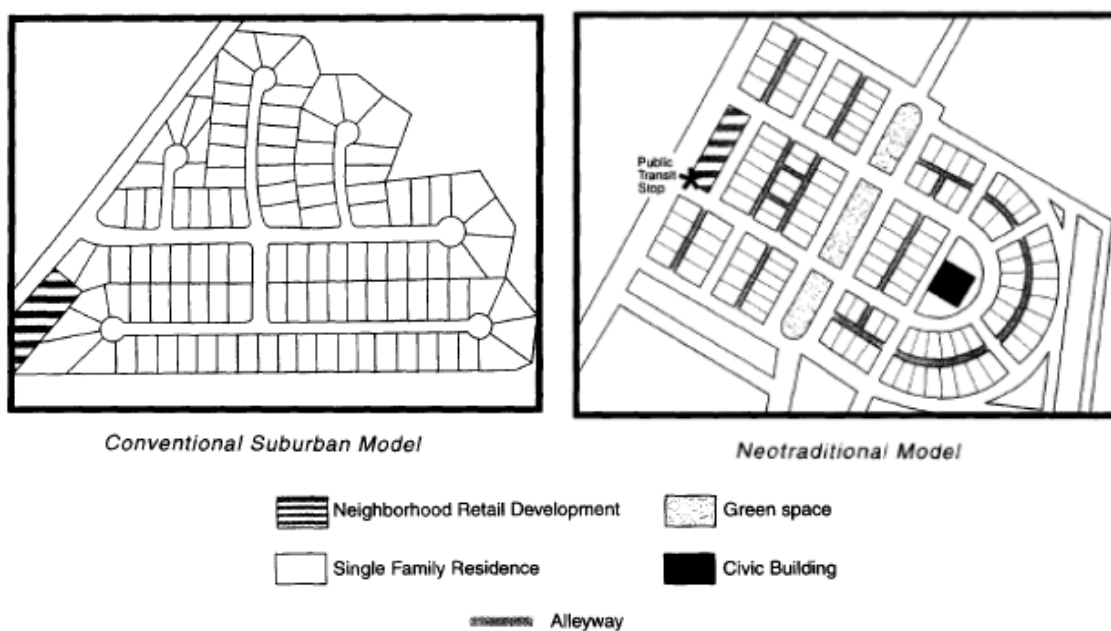 Public
Transit
Stop
Conventional Suburban Model
Neotraditional Model
Neighborhood Retail Development
Green space
Single Family Residence
Civic Building
Alleyway